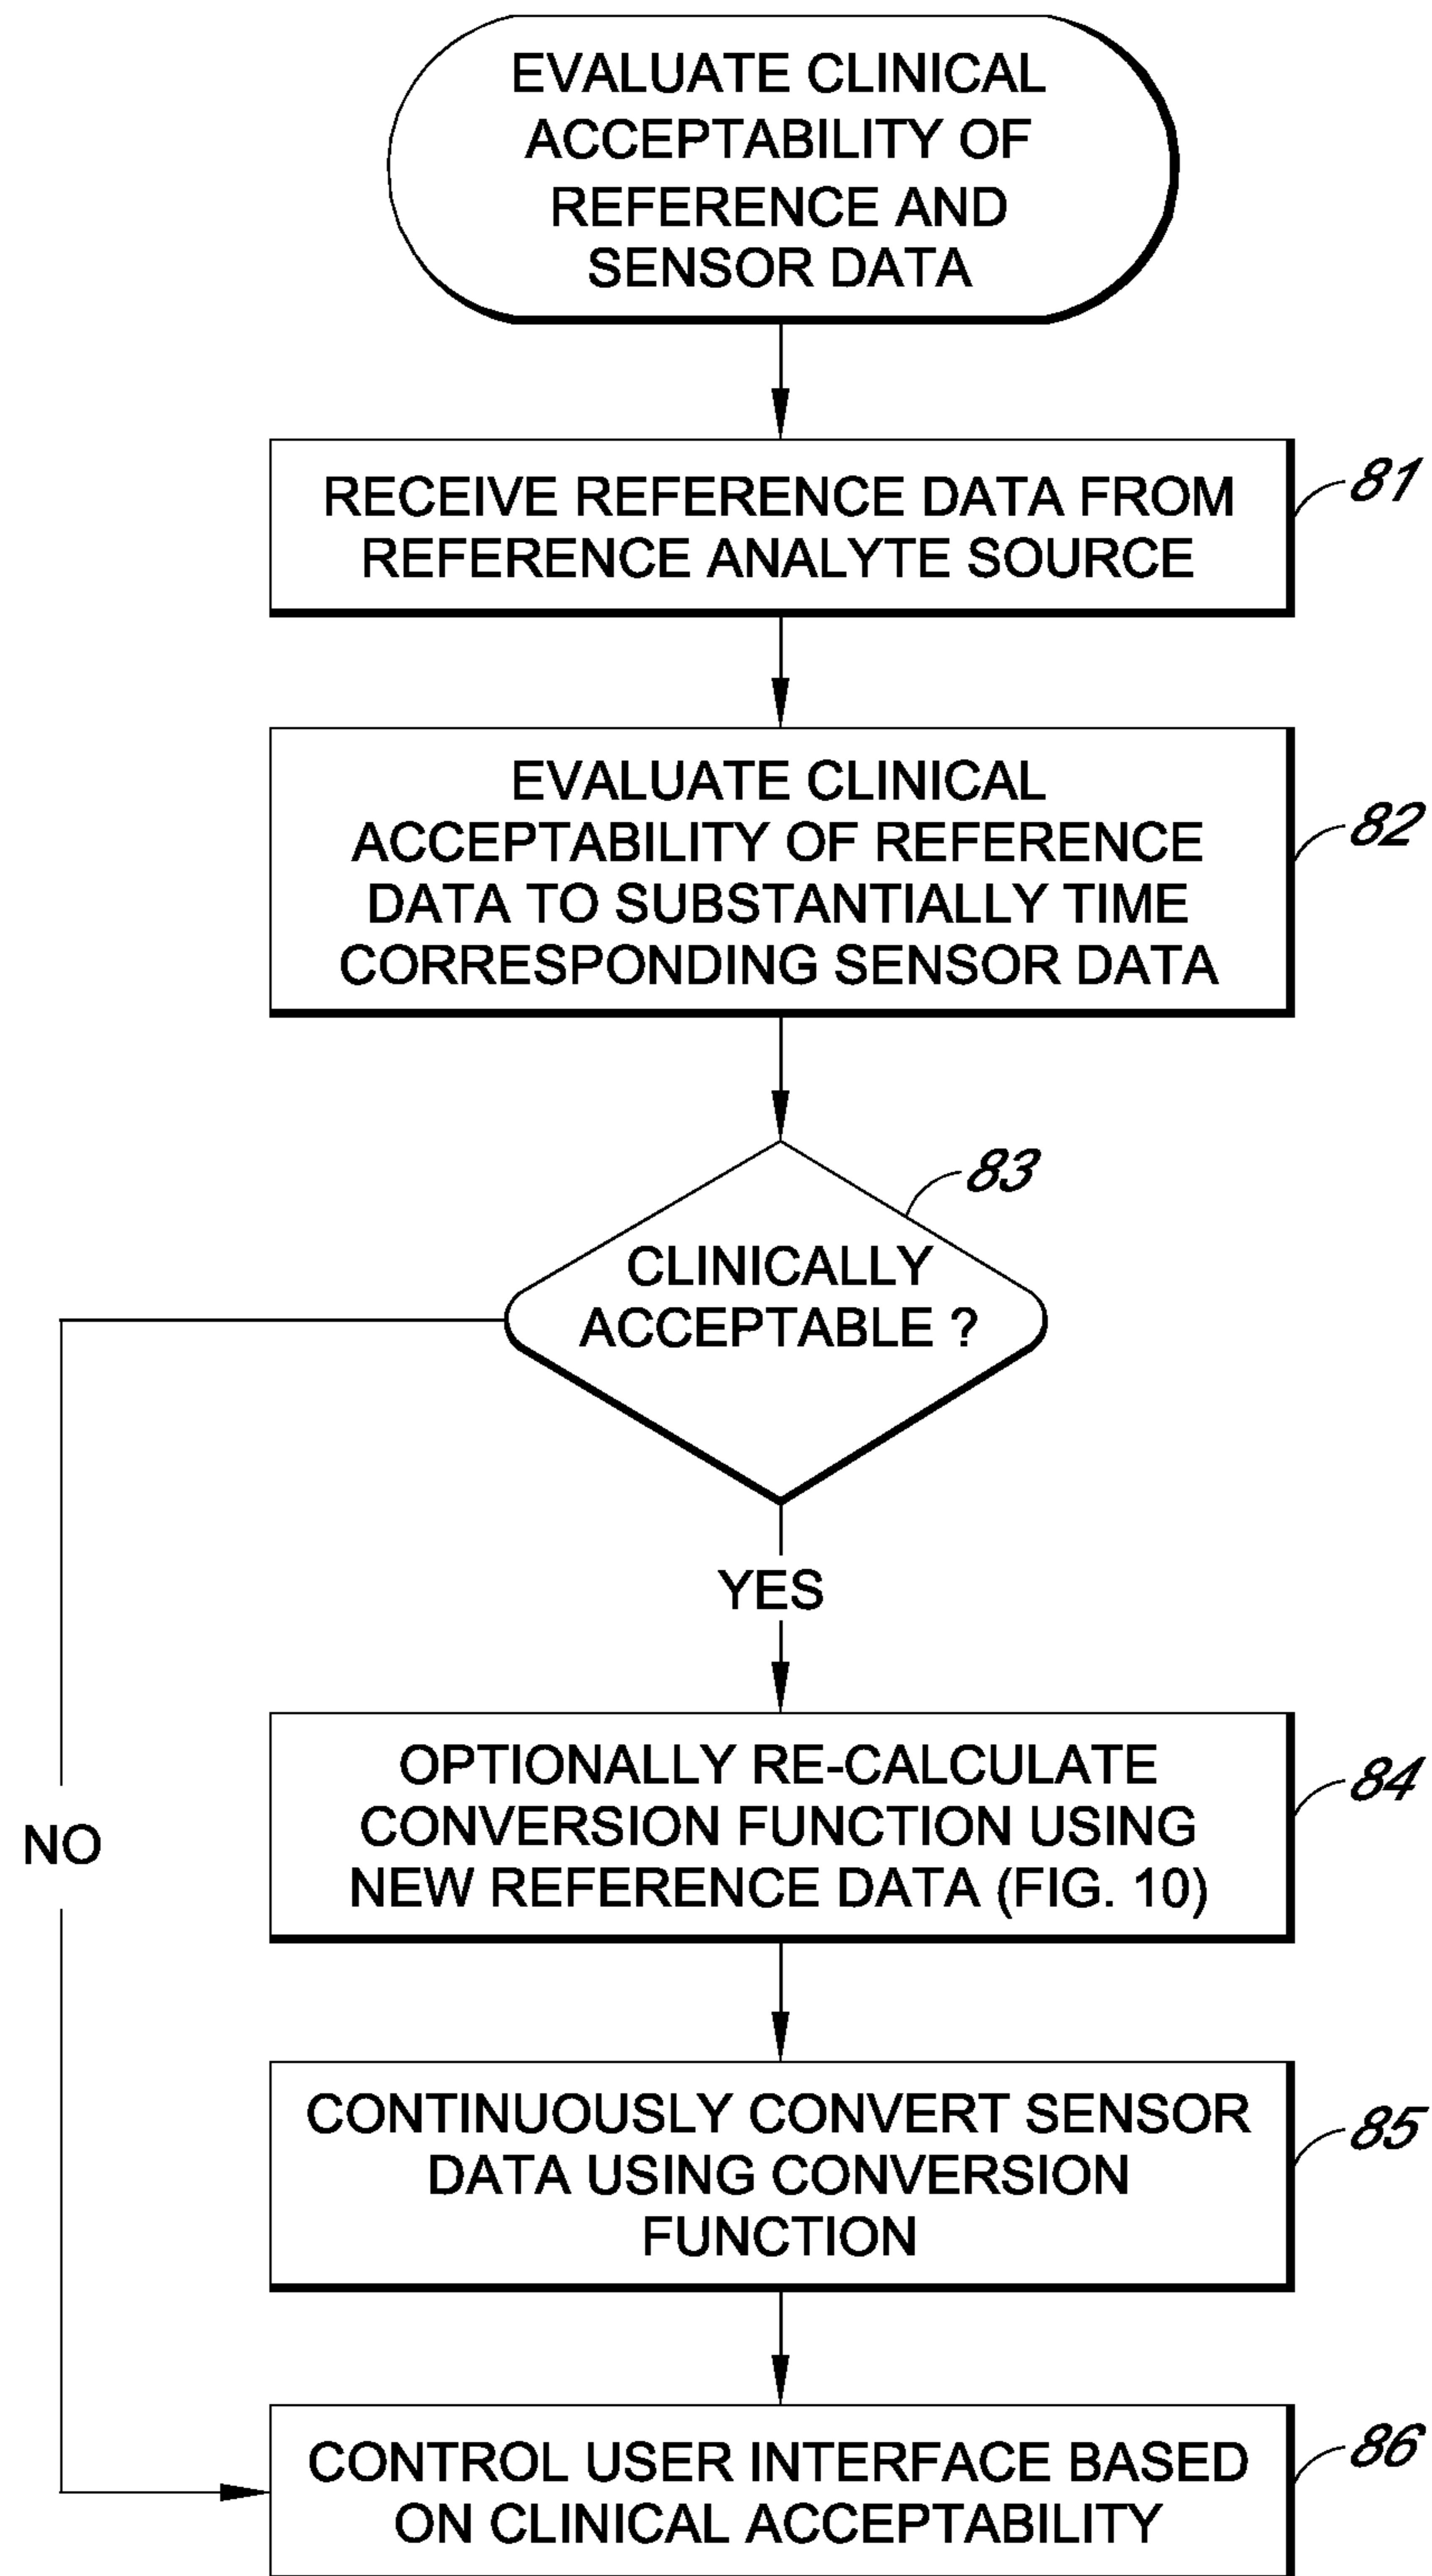 EVALUATE CLINICAL
ACCEPTABILITY OF
REFERENCE AND
SENSOR DATA
RECEIVE REFERENCE DATA FROM
REFERENCE ANALYTE SOURCE
81
EVALUATE CLINICAL
ACCEPTABILITY OF REFERENCE
DATA TO SUBSTANTIALLY TIME
CORRESPONDING SENSOR DATA
82
83
CLINICALLY
ACCEPTABLE ?
YES
NO
OPTIONALLY RE-CALCULATE
CONVERSION FUNCTION USING
NEW REFERENCE DATA (FIG. 10)
84
CONTINUOUSLY CONVERT SENSOR
DATA USING CONVERSION
FUNCTION
85
CONTROL USER INTERFACE BASED
ON CLINICAL ACCEPTABILITY
86